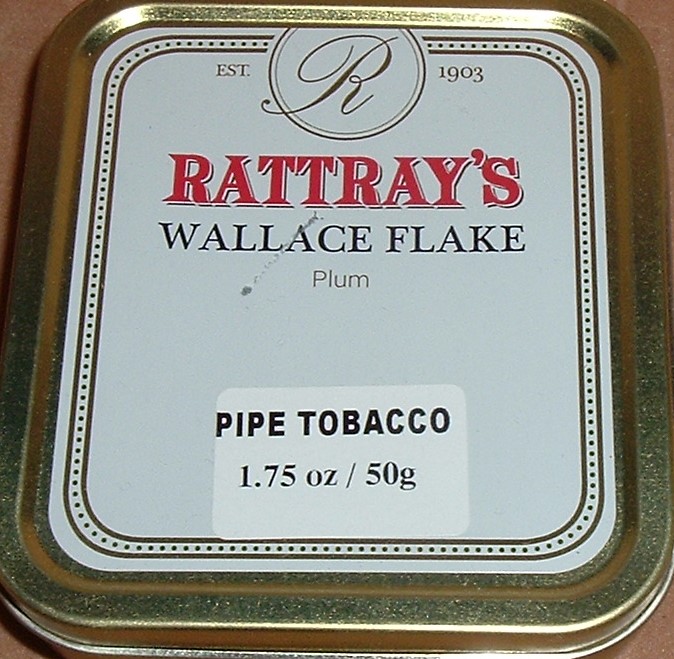 EST. R 1903
RATTRAY'S
WALLACE FLAKE
Plum
PIPE TOBACCO
1.75 oz / 50g